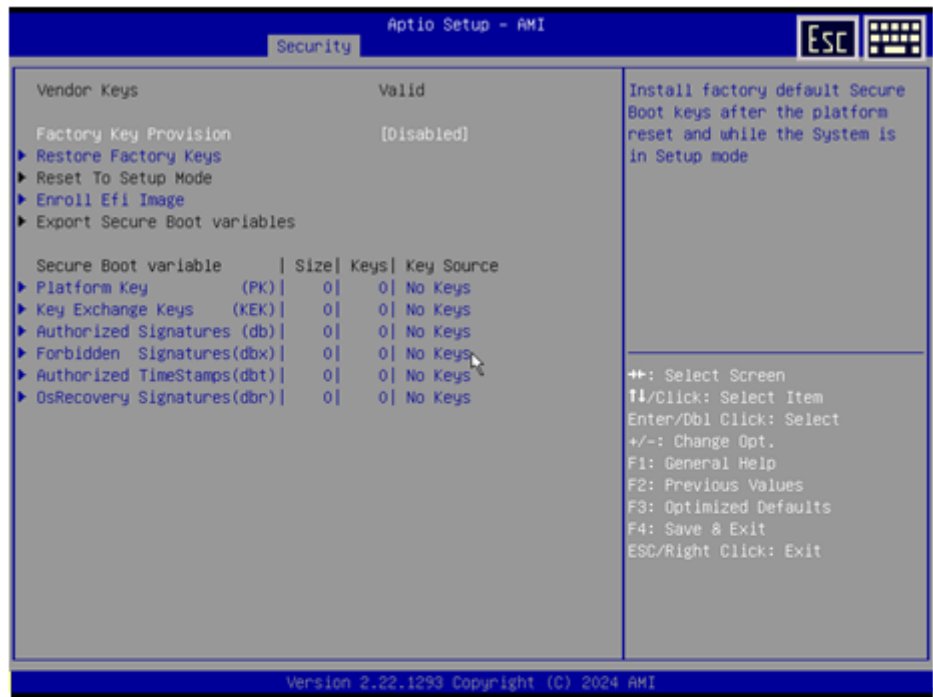 Aptio Setup - AMI
Security
Esc
Vendor Keys Valid
Factory Key Provision [Disabled]
Restore Factory Keys
Reset To Setup Mode
Enroll Efi Image
Export Secure Boot variables
Secure Boot variable | Size| Keys| Key Source
Platform Key (PK)| 0| 0| No Keys
Key Exchange Keys (KEK)| 0| 0| No Keys
Authorized Signatures (db)| 0| 0| No Keys
Forbidden Signatures(dbx)| 0| 0| No Keys
Authorized TimeStamps(dbt)| 0| 0| No Keys
OsRecovery Signatures(dbr)| 0| 0| No Keys
Install factory default Secure
Boot keys after the platform
reset and while the System is
in Setup mode
→←: Select Screen
↑↓/Click: Select Item
Enter/Dbl Click: Select
+/-: Change Opt.
F1: General Help
F2: Previous Values
F3: Optimized Defaults
F4: Save & Exit
ESC/Right Click: Exit
Version 2.22.1293 Copyright (C) 2024 AMI